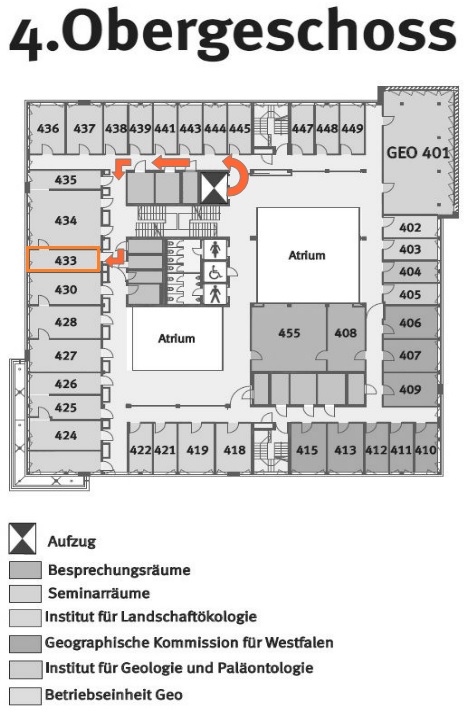 4.Obergeschoss
436 437 438 439 441 443 444 445 447 448 449
GEO 401
435
434
433
430
428
427
426
425
424
402
403
404
405
406
407
409
Atrium
455 408
Atrium
422 421 419 418 415 413 412 411 410
Aufzug
Besprechungsräume
Seminarräume
Institut für Landschaftökologie
Geographische Kommission für Westfalen
Institut für Geologie und Paläontologie
Betriebseinheit Geo